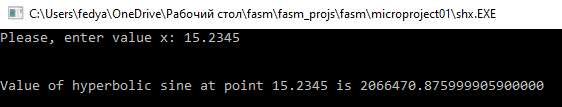 C:\Users\fedya\OneDrive\Рабочий стол\fasm\fasm_projs\fasm\microproject01\shx.EXE
Please, enter value x: 15.2345
Value of hyperbolic sine at point 15.2345 is 2066470.875999905900000